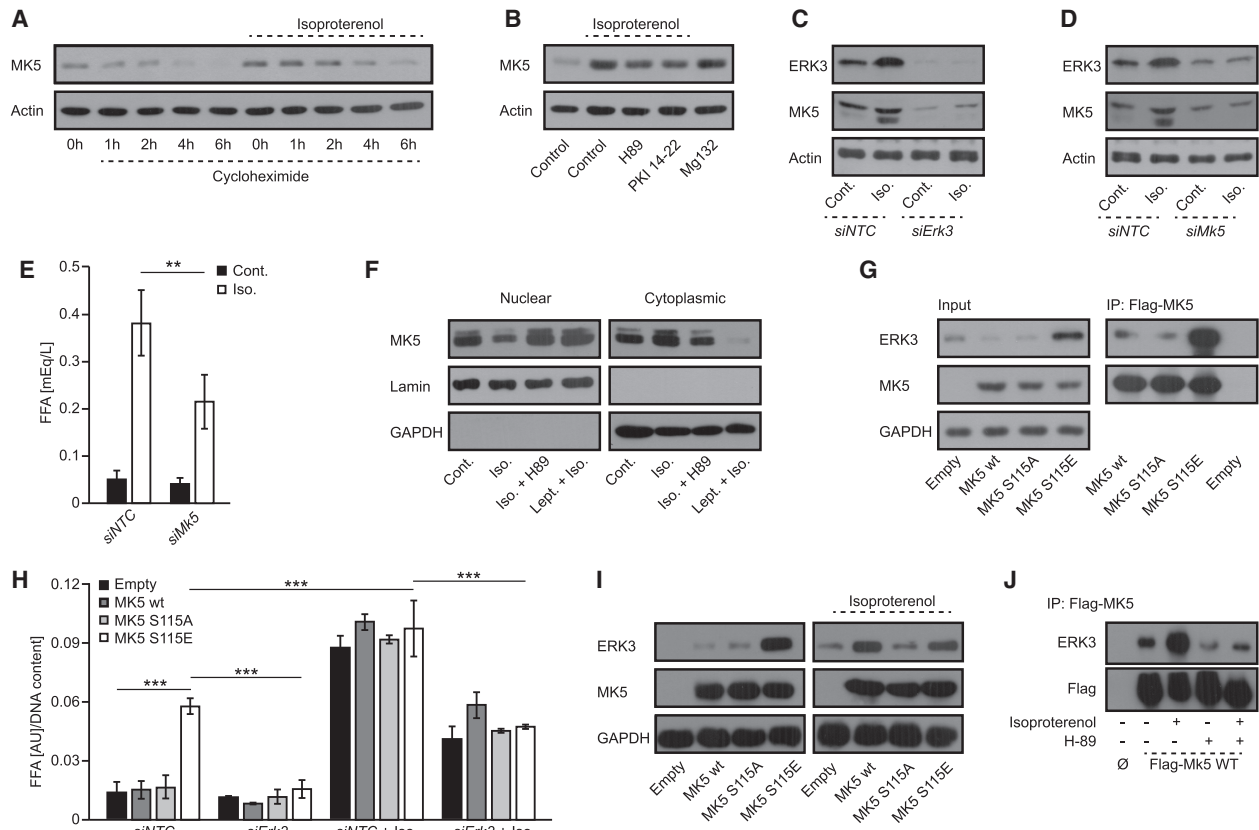 A
Isoproterenol
MK5
Actin
0h 1h 2h 4h 6h 0h 1h 2h 4h 6h
Cycloheximide
B
Isoproterenol
MK5
Actin
Control Control H89 PKI 14-22 Mg132
C
ERK3
MK5
Actin
Cont. Iso. Cont. Iso.
siNTC siErk3
D
ERK3
MK5
Actin
Cont. Iso. Cont. Iso.
siNTC siMk5
E
FFA [mEq/L]
0.5
0.4
0.3
0.2
0.1
0
**
Cont.
Iso.
siNTC siMk5
F
Nuclear Cytoplasmic
MK5
Lamin
GAPDH
Cont. Iso. Iso. + H89 Lept. + Iso. Cont. Iso. Iso. + H89 Lept. + Iso.
G
Input IP: Flag-MK5
ERK3
MK5
GAPDH
Empty MK5 wt MK5 S115A MK5 S115E MK5 wt MK5 S115A MK5 S115E Empty
H
FFA [AU]/DNA content]
0.12
0.09
0.06
0.03
0
Empty
MK5 wt
MK5 S115A
MK5 S115E
*** *** *** ***
siNTC siErk3 siNTC + Iso. siErk3 + Iso.
I
Isoproterenol
ERK3
MK5
GAPDH
Empty MK5 wt MK5 S115A MK5 S115E Empty MK5 wt MK5 S115A MK5 S115E
J
IP: Flag-MK5
ERK3
Flag
Isoproterenol - - + - +
H-89 - - - + +
Ø Flag-Mk5 WT